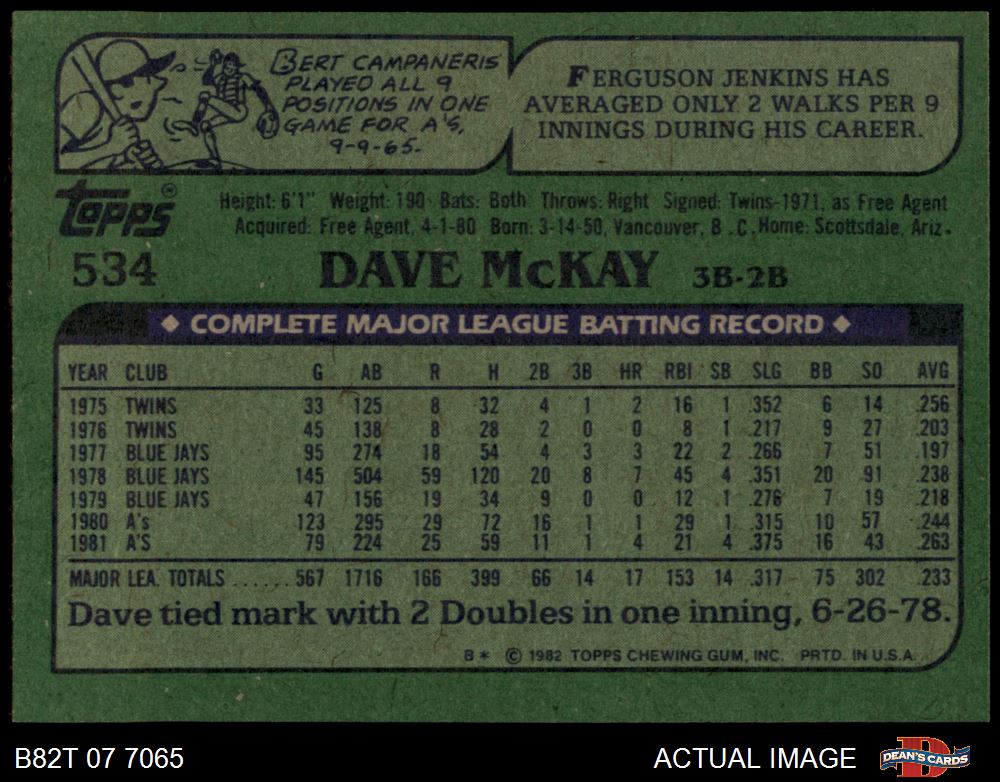 BERT CAMPANERIS
PLAYED ALL 9
POSITIONS IN ONE
GAME FOR A'S,
9-9-65.
FERGUSON JENKINS HAS
AVERAGED ONLY 2 WALKS PER 9
INNINGS DURING HIS CAREER.
Topps ®
Height: 6'1" Weight: 190 Bats: Both Throws: Right Signed: Twins-1971, as Free Agent
Acquired: Free Agent, 4-1-80 Born: 3-14-50, Vancouver, B.C. Home: Scottsdale, Ariz.
534 DAVE McKAY 3B-2B
◆ COMPLETE MAJOR LEAGUE BATTING RECORD ◆
YEAR CLUB G AB R H 2B 3B HR RBI SB SLG BB SO AVG
1975 TWINS 33 125 8 32 4 1 2 16 1 .352 6 14 .256
1976 TWINS 45 138 8 28 2 0 0 8 1 .217 9 27 .203
1977 BLUE JAYS 95 274 18 54 4 3 3 22 2 .266 7 51 .197
1978 BLUE JAYS 145 504 59 120 20 8 7 45 4 .351 20 91 .238
1979 BLUE JAYS 47 156 19 34 9 0 0 12 1 .276 7 19 .218
1980 A's 123 295 29 72 16 1 1 29 1 .315 10 57 .244
1981 A'S 79 224 25 59 11 1 4 21 4 .375 16 43 .263
MAJOR LEA. TOTALS ...... 567 1716 166 399 66 14 17 153 14 .317 75 302 .233
Dave tied mark with 2 Doubles in one inning, 6-26-78.
B* © 1982 TOPPS CHEWING GUM, INC. PRTD. IN U.S.A.
B82T 07 7065 ACTUAL IMAGE DEAN'S CARDS